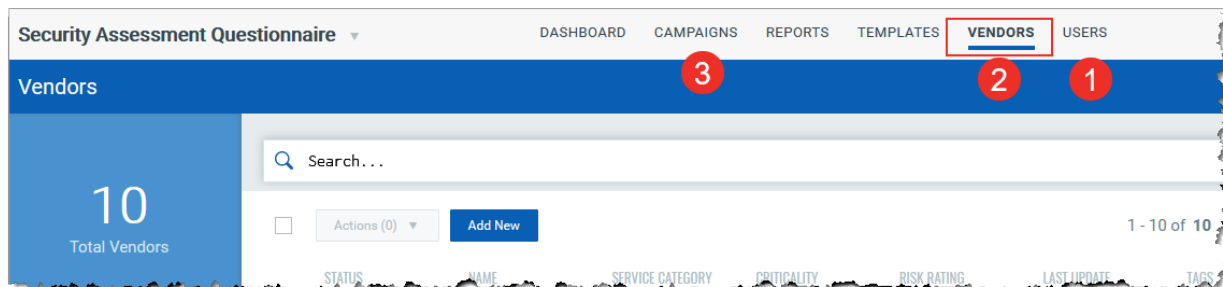 Security Assessment Questionnaire DASHBOARD CAMPAIGNS REPORTS TEMPLATES VENDORS USERS
3 2 1
Vendors
Search...
10
Total Vendors
Actions (0) Add New 1 - 10 of 10
STATUS NAME SERVICE CATEGORY CRITICALITY RISK RATING LAST UPDATE TAGS